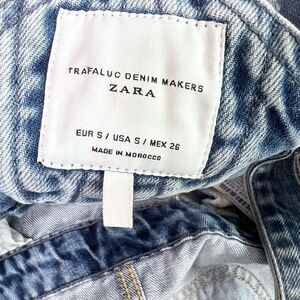 TRAFALUC DENIM MAKERS
ZARA
EUR S / USA S / MEX 26
MADE IN MOROCCO